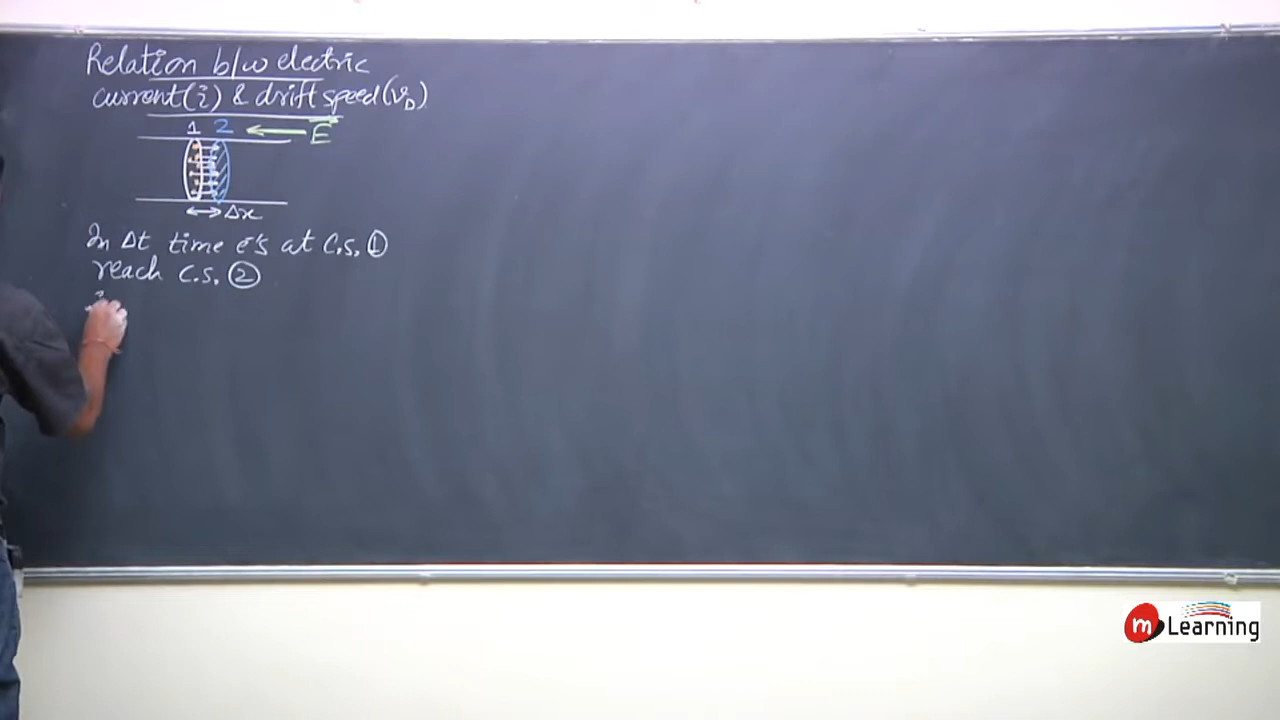 Relation b/w electric
current (i) & drift speed (v_D)
1 2 E
Δx
In Δt time e⁻s at C.S. ①
reach C.S. ②
m Learning